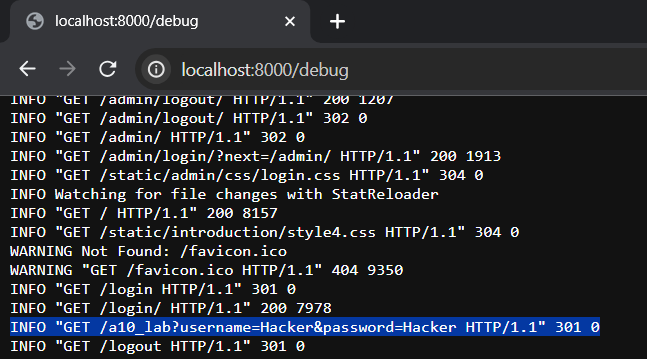 localhost:8000/debug
localhost:8000/debug
INFO "GET /admin/logout/ HTTP/1.1" 200 1207
INFO "GET /admin/logout/ HTTP/1.1" 302 0
INFO "GET /admin/ HTTP/1.1" 302 0
INFO "GET /admin/login/?next=/admin/ HTTP/1.1" 200 1913
INFO "GET /static/admin/css/login.css HTTP/1.1" 304 0
INFO Watching for file changes with StatReloader
INFO "GET / HTTP/1.1" 200 8157
INFO "GET /static/introduction/style4.css HTTP/1.1" 304 0
WARNING Not Found: /favicon.ico
WARNING "GET /favicon.ico HTTP/1.1" 404 9350
INFO "GET /login HTTP/1.1" 301 0
INFO "GET /login/ HTTP/1.1" 200 7978
INFO "GET /a10_lab?username=Hacker&password=Hacker HTTP/1.1" 301 0
INFO "GET /logout HTTP/1.1" 301 0